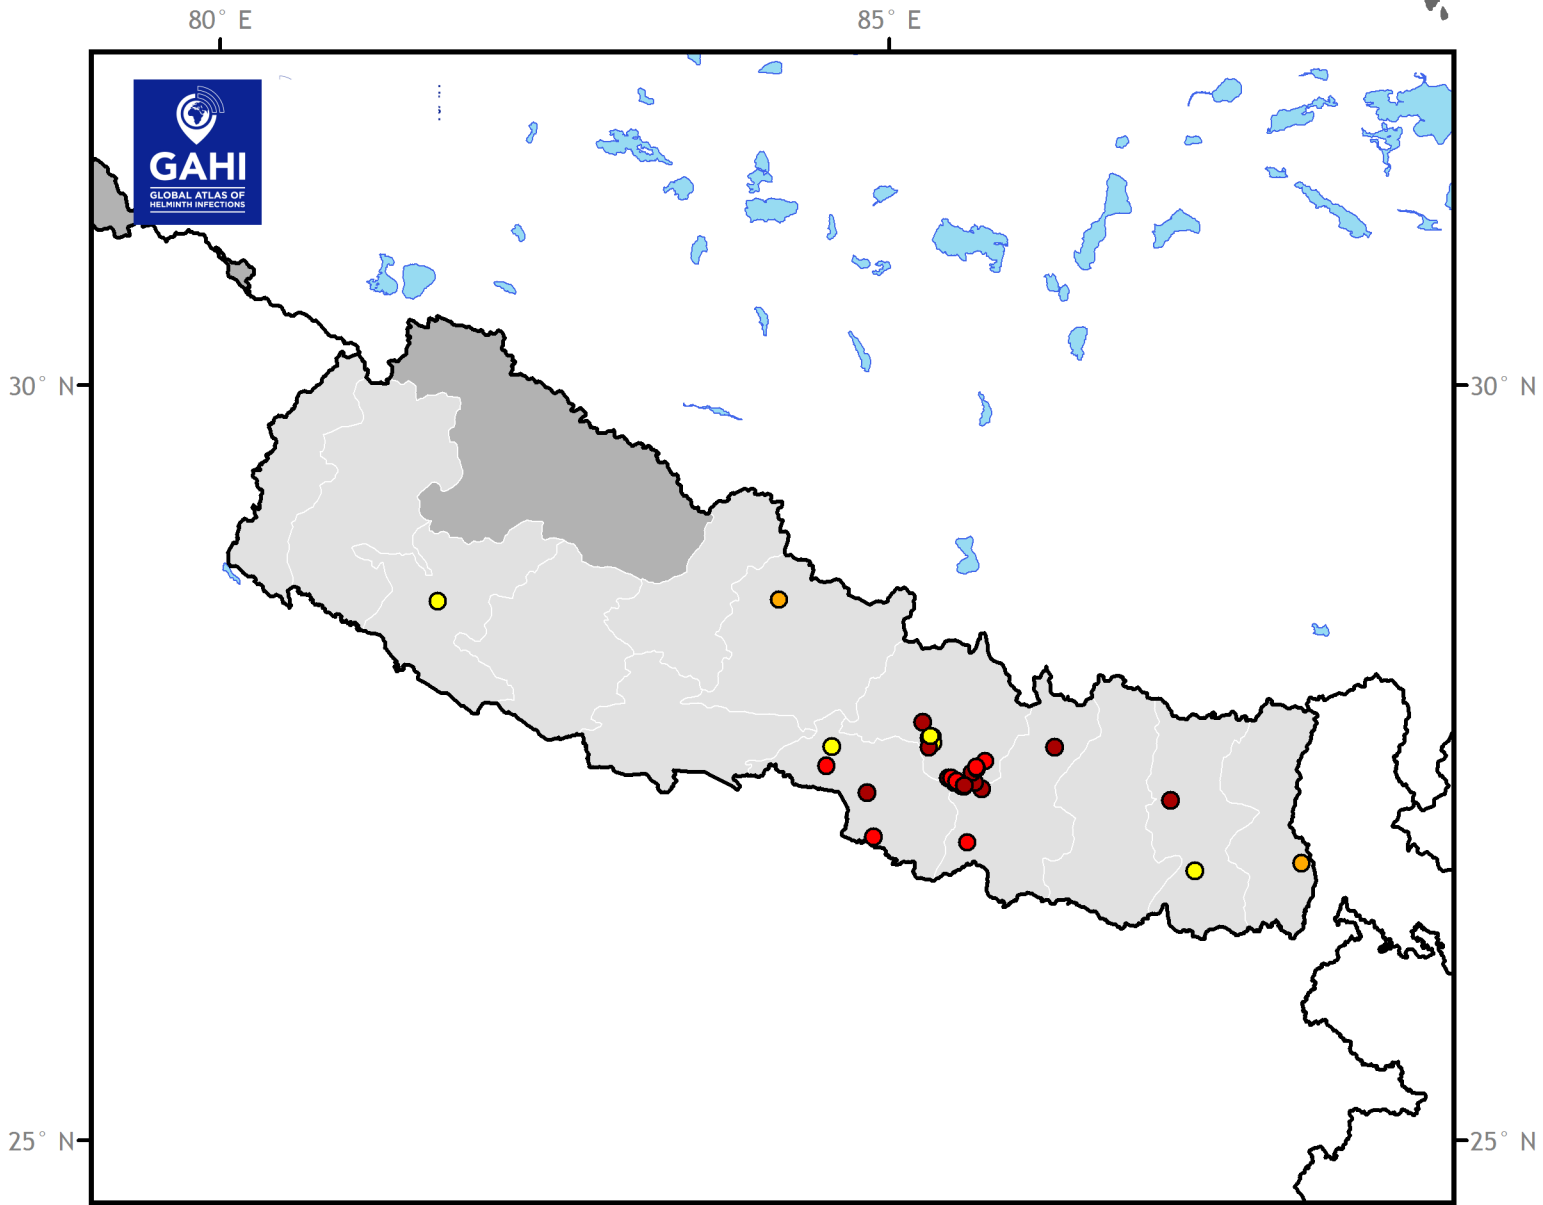 80° E
85° E
GAHI
GLOBAL ATLAS OF
HELMINTH INFECTIONS
30° N
30° N
25° N
25° N